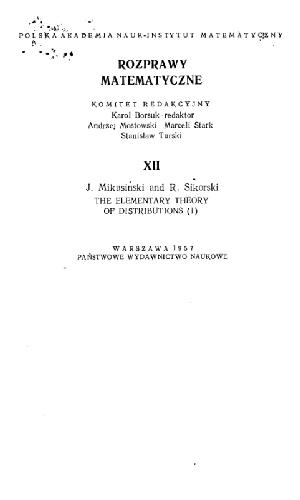 POLSKA AKADEMIA NAUK-INSTYTUT MATEMATYCZNY
ROZPRAWY
MATEMATYCZNE
KOMITET REDAKCYJNY
Karol Borsuk-redaktor
Andrzej Mostowski Marceli Stark
Stanisław Turski
XII
J. Mikusiński and R. Sikorski
THE ELEMENTARY THEORY
OF DISTRIBUTIONS (I)
WARSZAWA 1957
PAŃSTWOWE WYDAWNICTWO NAUKOWE